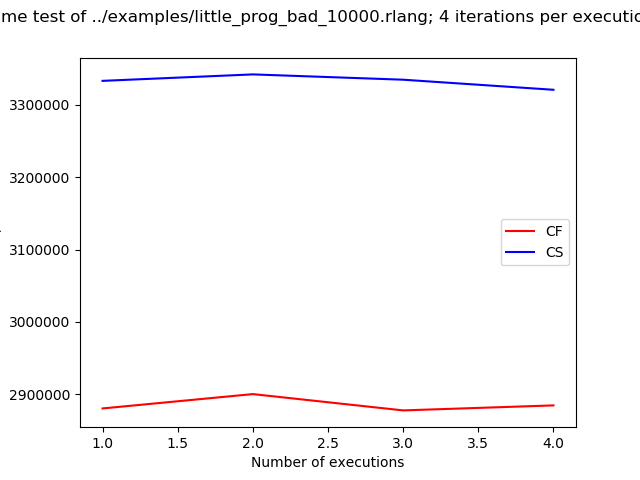 me test of ../examples/little_prog_bad_10000.rlang; 4 iterations per executio
3300000
3200000
3100000
3000000
2900000
CF
CS
1.0 1.5 2.0 2.5 3.0 3.5 4.0
Number of executions